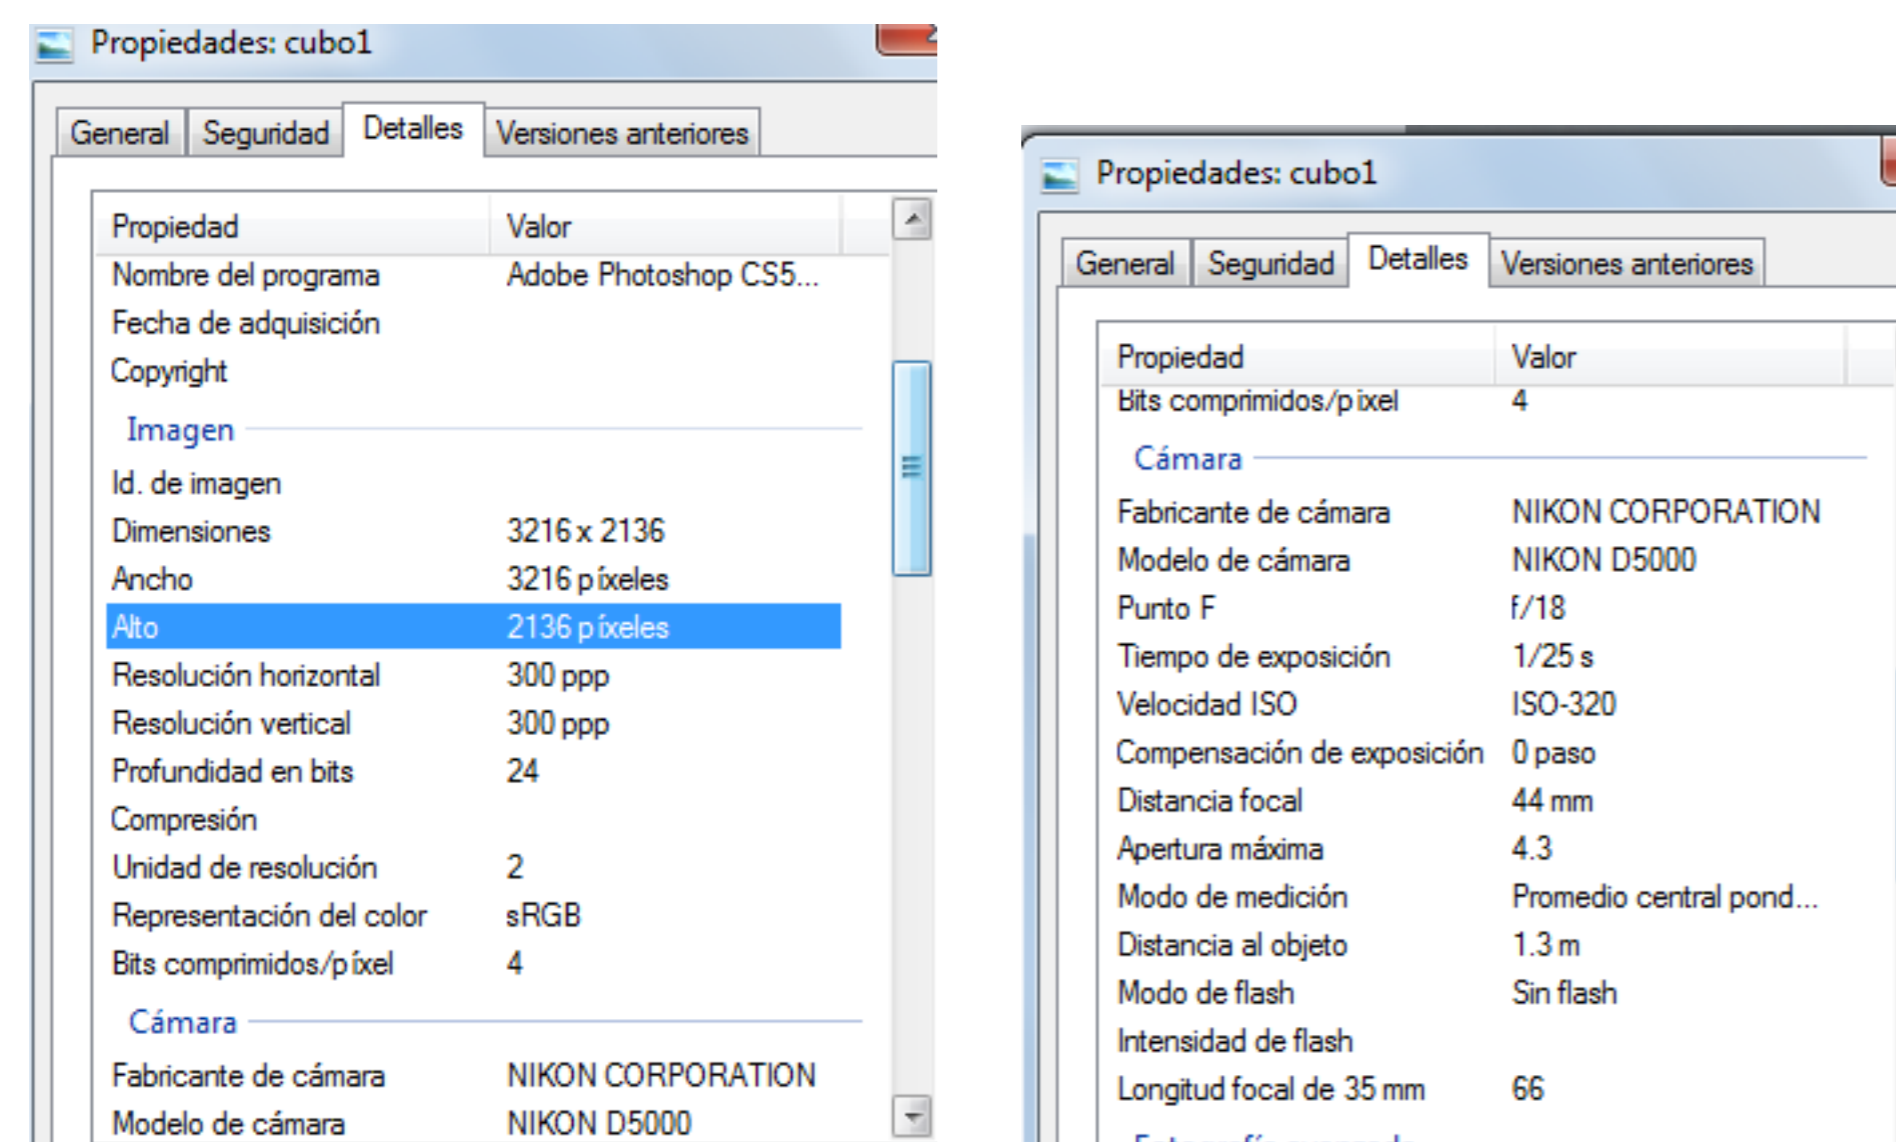 Propiedades: cubo1
General Seguridad Detalles Versiones anteriores
Propiedad Valor
Nombre del programa Adobe Photoshop CS5...
Fecha de adquisición
Copyright
Imagen
Id. de imagen
Dimensiones 3216 x 2136
Ancho 3216 píxeles
Alto 2136 píxeles
Resolución horizontal 300 ppp
Resolución vertical 300 ppp
Profundidad en bits 24
Compresión
Unidad de resolución 2
Representación del color sRGB
Bits comprimidos/píxel 4
Cámara
Fabricante de cámara NIKON CORPORATION
Modelo de cámara NIKON D5000
Propiedades: cubo1
General Seguridad Detalles Versiones anteriores
Propiedad Valor
Bits comprimidos/píxel 4
Cámara
Fabricante de cámara NIKON CORPORATION
Modelo de cámara NIKON D5000
Punto F f/18
Tiempo de exposición 1/25 s
Velocidad ISO ISO-320
Compensación de exposición 0 paso
Distancia focal 44 mm
Apertura máxima 4.3
Modo de medición Promedio central pond...
Distancia al objeto 1.3 m
Modo de flash Sin flash
Intensidad de flash
Longitud focal de 35 mm 66